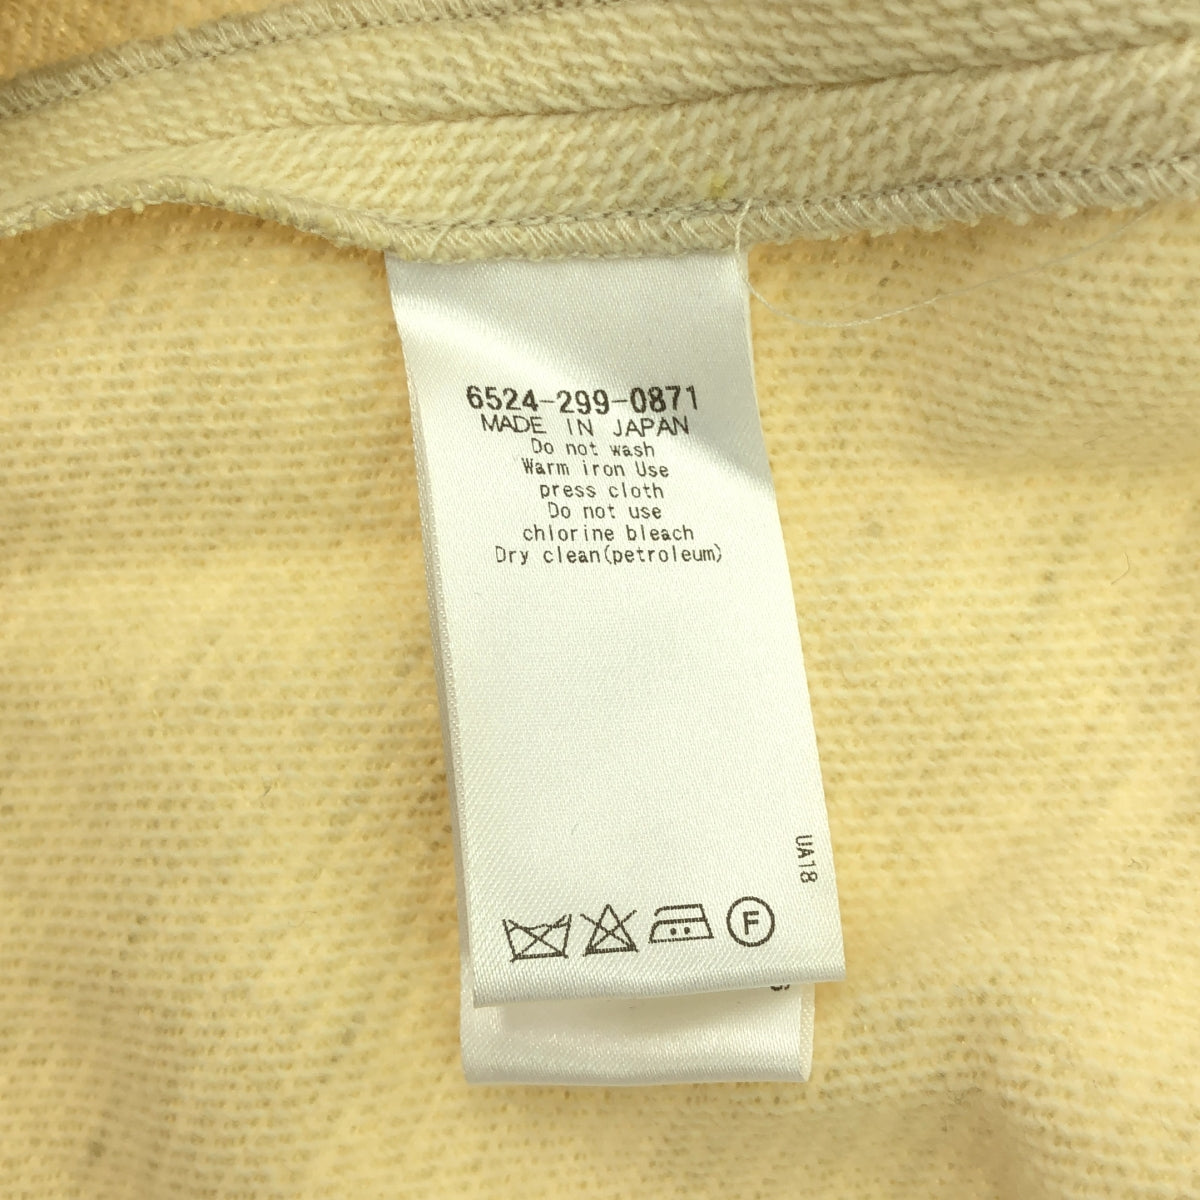 6524-299-0871
MADE IN JAPAN
Do not wash
Warm iron Use
press cloth
Do not use
chlorine bleach
Dry clean(petroleum)
UA18
F